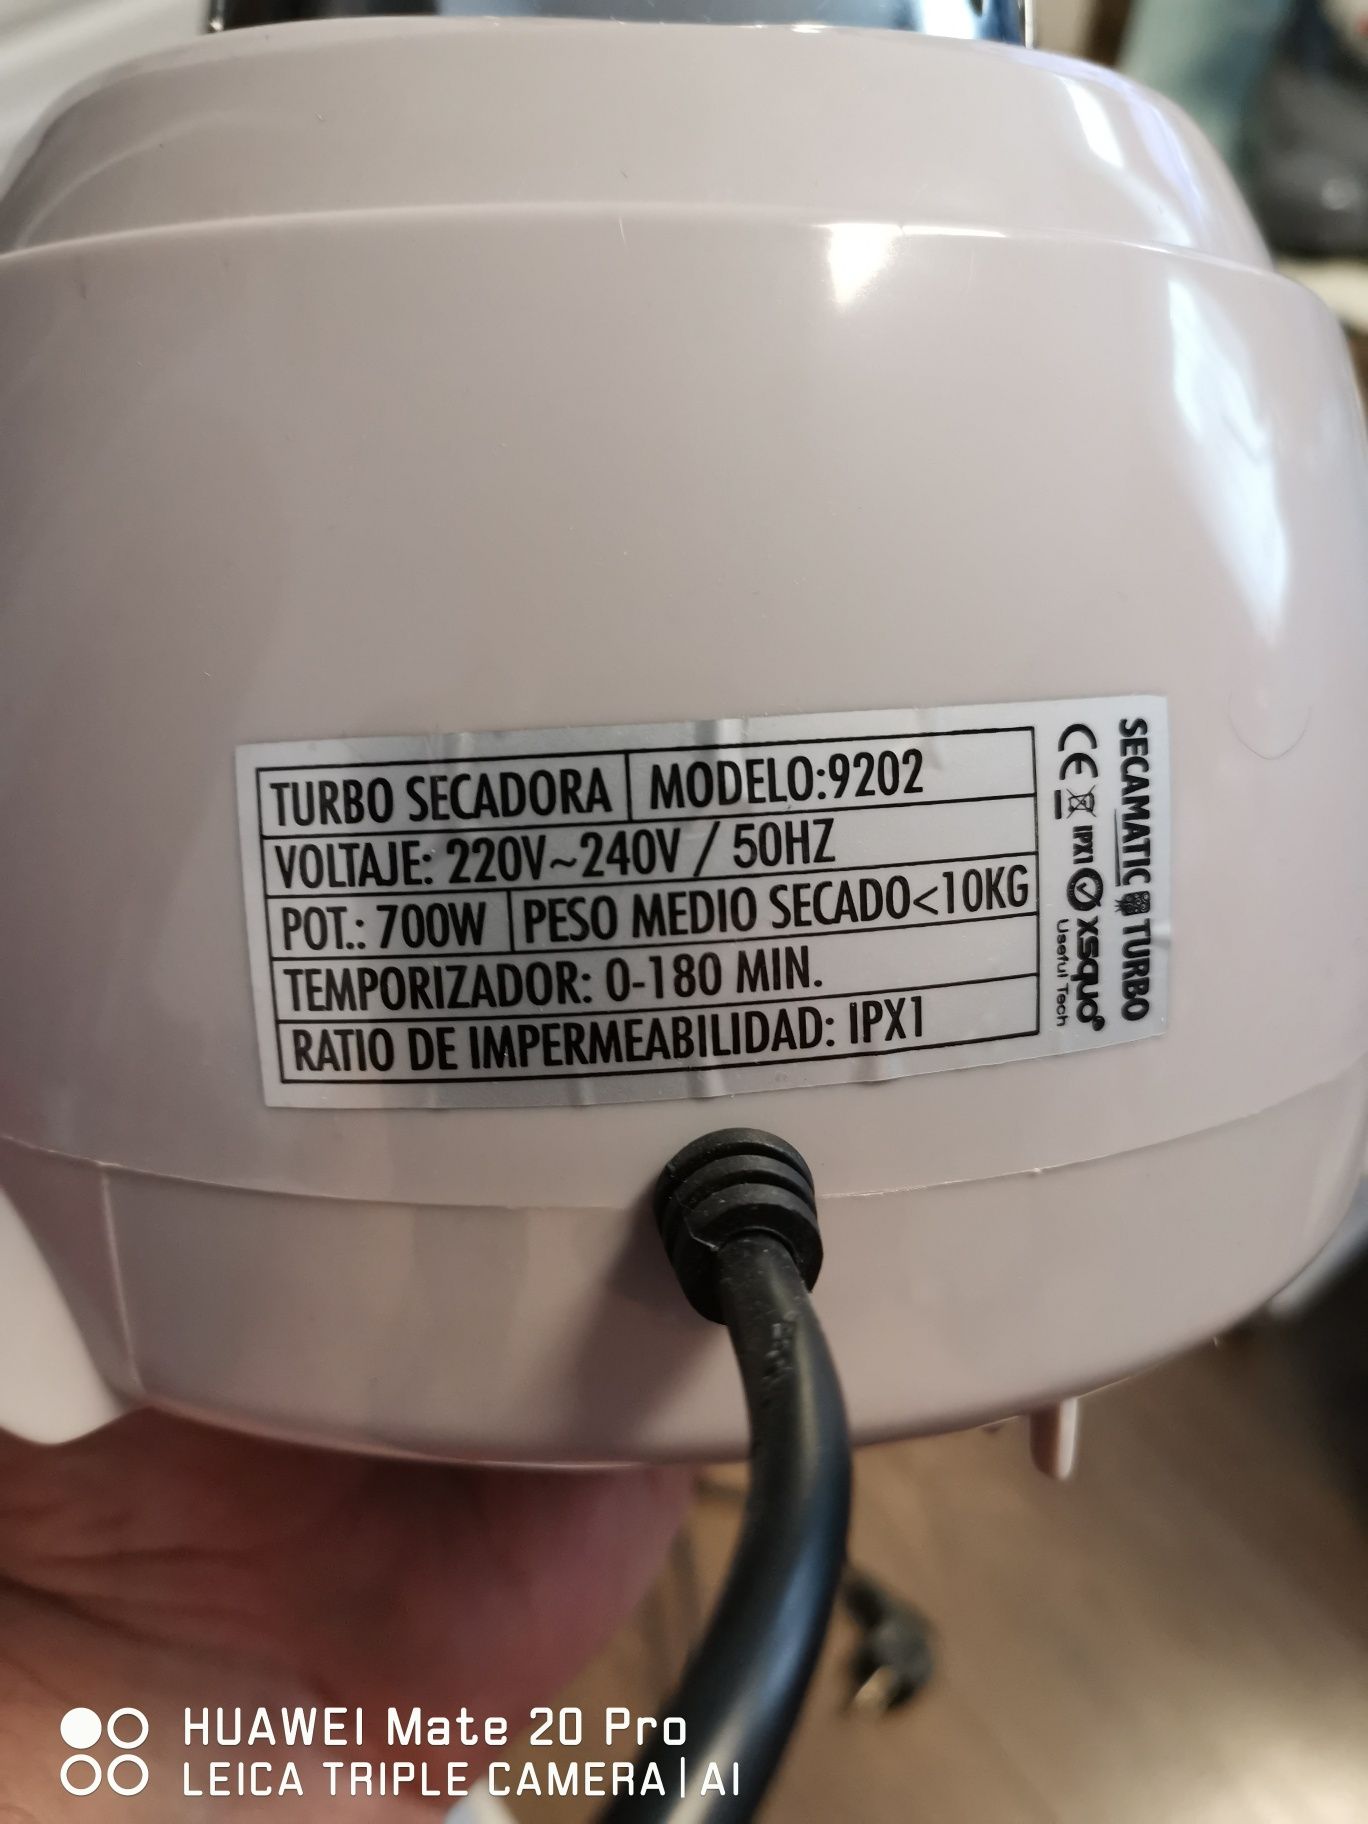 TURBO SECADORA MODELO:9202
VOLTAJE: 220V~240V / 50HZ
POT.: 700W PESO MEDIO SECADO<10KG
TEMPORIZADOR: 0-180 MIN.
RATIO DE IMPERMEABILIDAD: IPX1
SECAMATIC TURBO
CE IPX1 xsquo
Useful Tech
HUAWEI Mate 20 Pro
LEICA TRIPLE CAMERA | AI